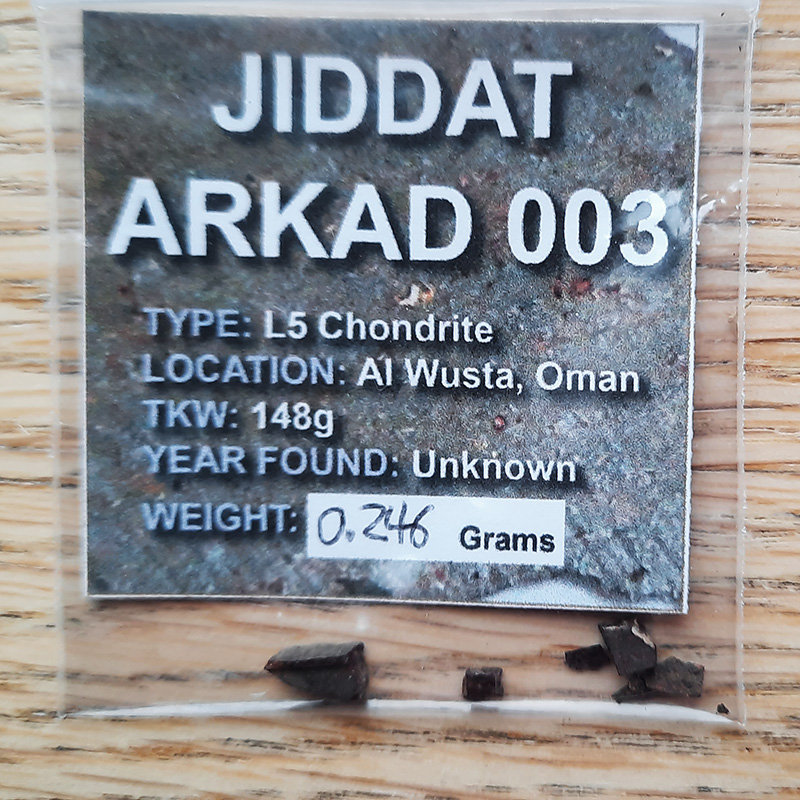 JIDDAT
ARKAD 003
TYPE: L5 Chondrite
LOCATION: Al Wusta, Oman
TKW: 148g
YEAR FOUND: Unknown
WEIGHT: 0.246 Grams